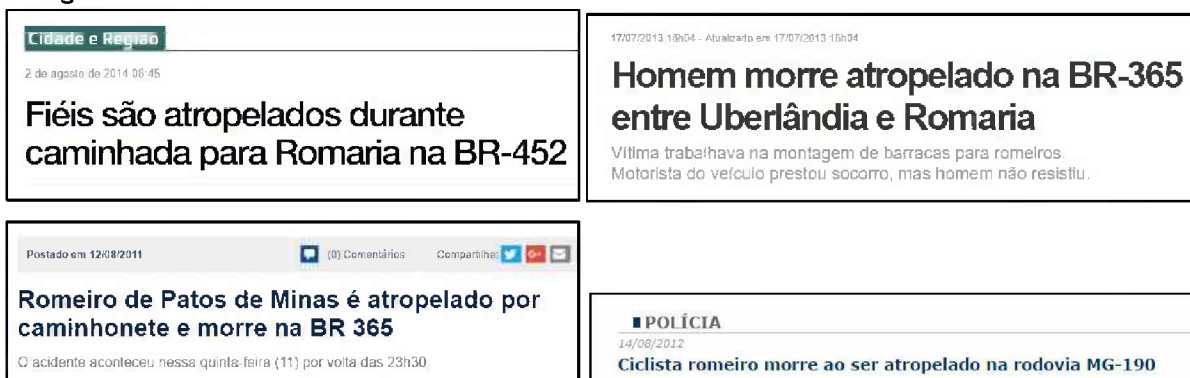 Cidade e Região
2 de agosto de 2014 08:45
Fiéis são atropelados durante
caminhada para Romaria na BR-452
17/07/2013 16h04 - Atualizado em 17/07/2013 16h04
Homem morre atropelado na BR-365
entre Uberlândia e Romaria
Vítima trabalhava na montagem de barracas para romeiros.
Motorista do veículo prestou socorro, mas homem não resistiu.
Postado em 12/08/2011
(0) Comentários
Compartilhe:
Romeiro de Patos de Minas é atropelado por
caminhonete e morre na BR 365
O acidente aconteceu nessa quinta-feira (11) por volta das 23h30
POLÍCIA
14/08/2012
Ciclista romeiro morre ao ser atropelado na rodovia MG-190